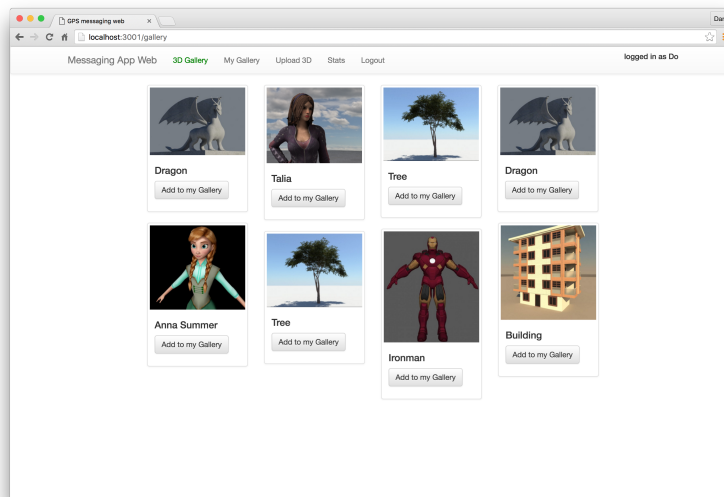 GPS messaging web
Dan
localhost:3001/gallery
Messaging App Web 3D Gallery My Gallery Upload 3D Stats Logout logged in as Do
Dragon
Add to my Gallery
Talia
Add to my Gallery
Tree
Add to my Gallery
Dragon
Add to my Gallery
Anna Summer
Add to my Gallery
Tree
Add to my Gallery
Ironman
Add to my Gallery
Building
Add to my Gallery